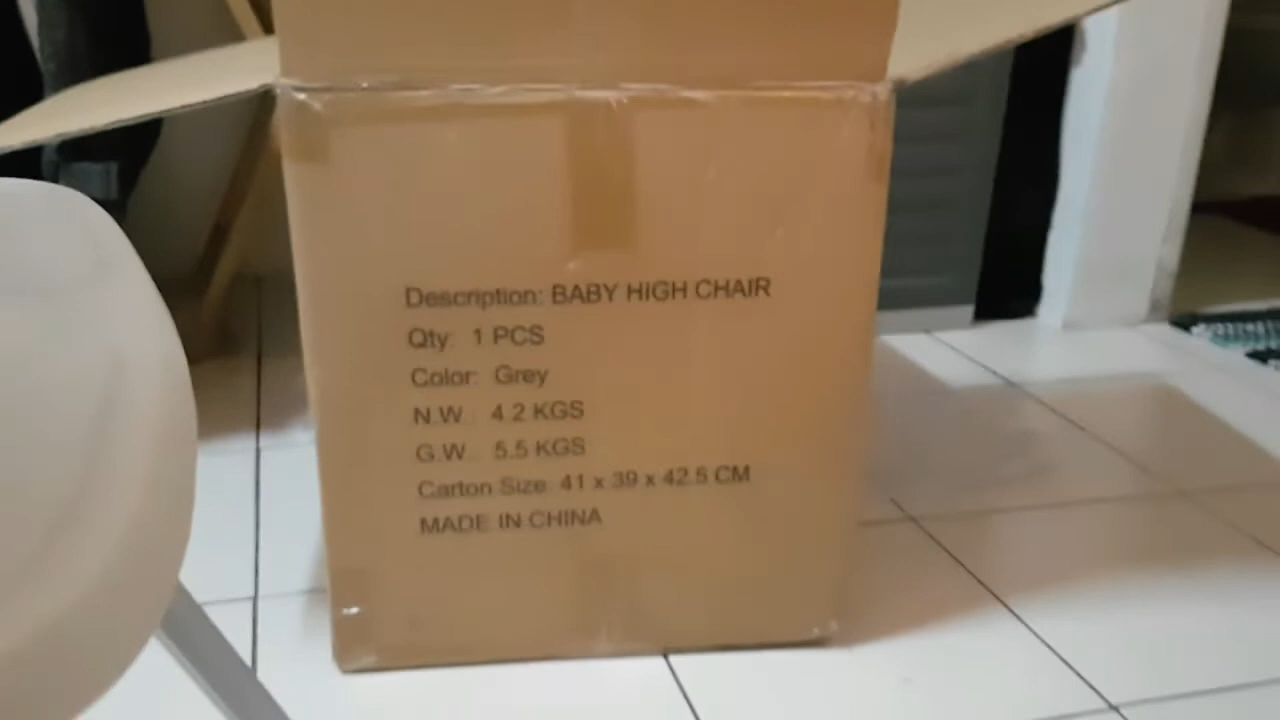 Description: BABY HIGH CHAIR
Qty: 1 PCS
Color: Grey
N.W.: 4.2 KGS
G.W.: 5.5 KGS
Carton Size: 41 x 39 x 42.5 CM
MADE IN CHINA